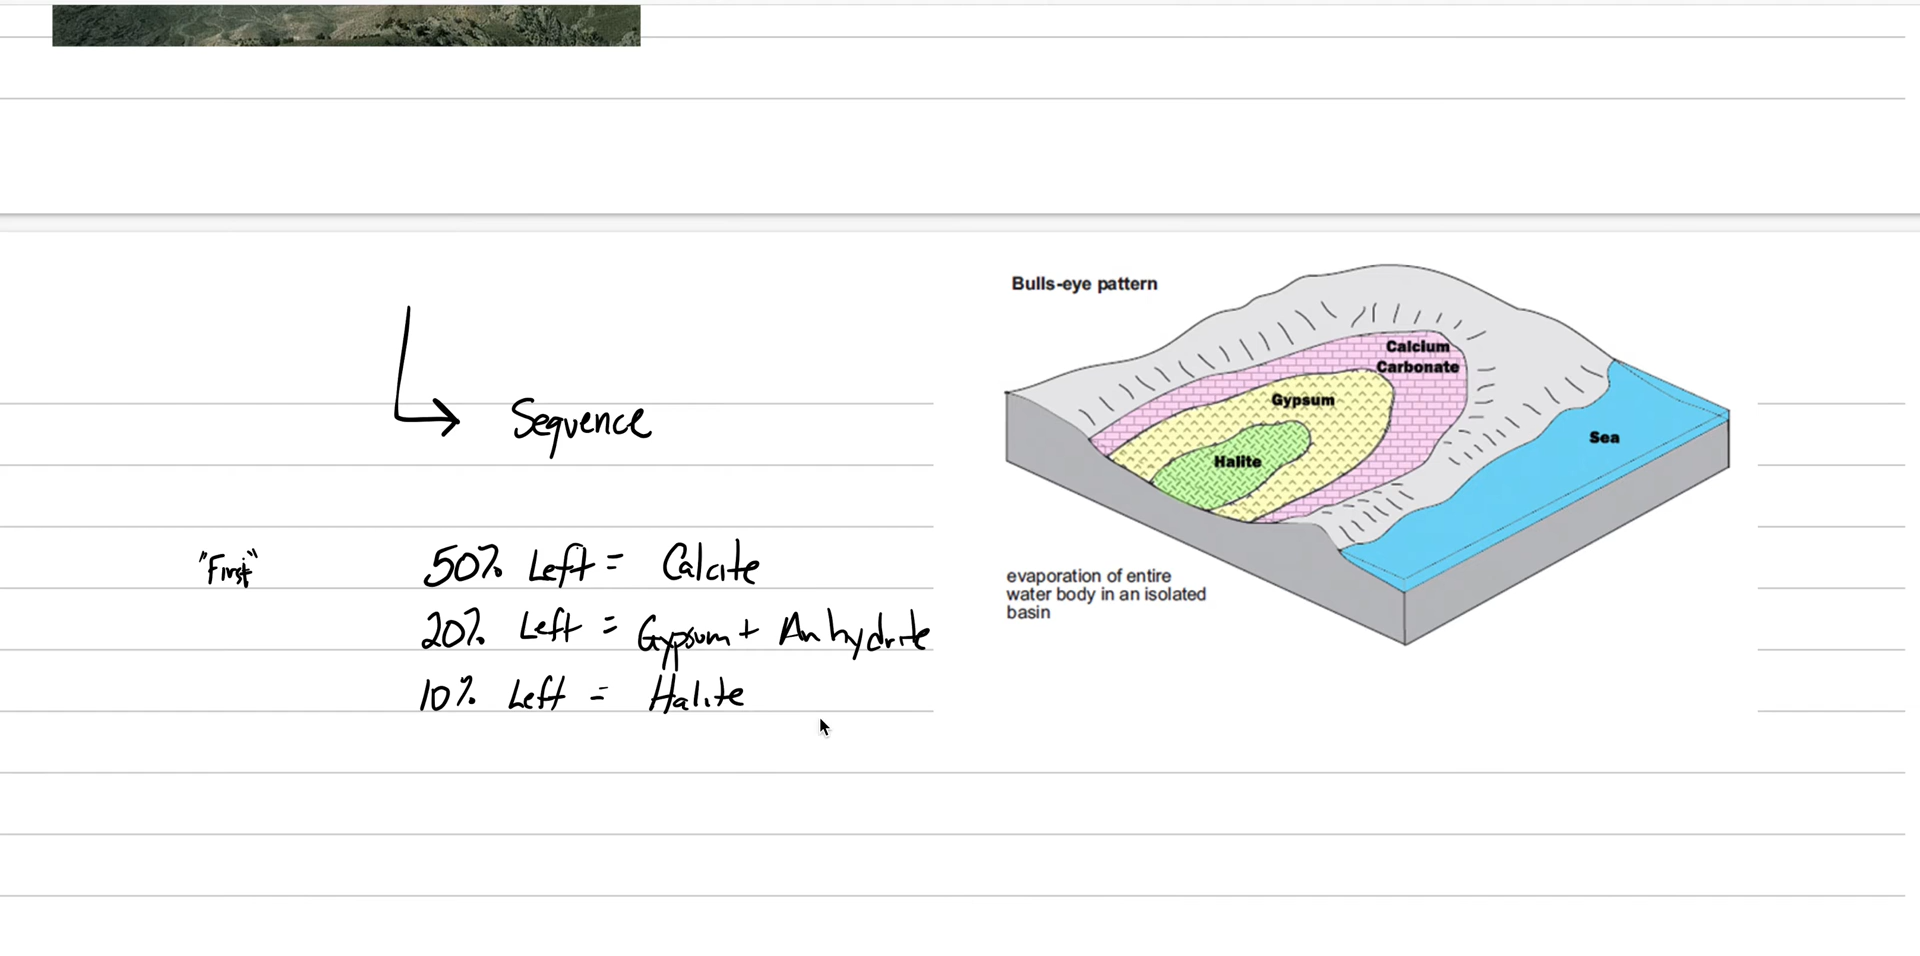 Sequence
"First"
50% Left = Calcite
20% Left = Gypsum + Anhydrite
10% Left = Halite
Bulls-eye pattern
Calcium
Carbonate
Gypsum
Halite
Sea
evaporation of entire
water body in an isolated
basin